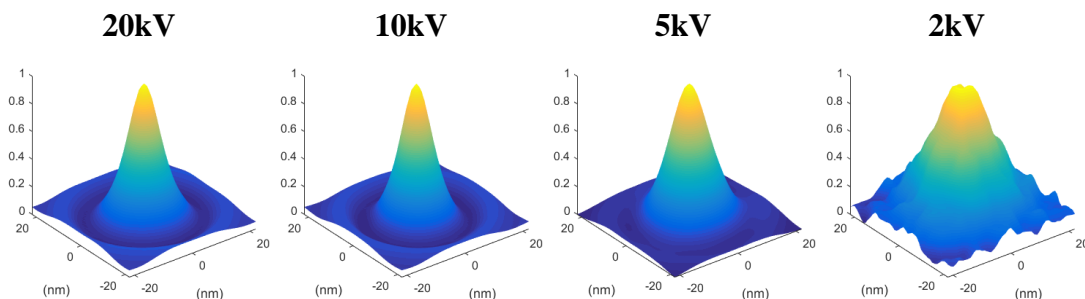 20kV 10kV 5kV 2kV
1 1 1 1
0.8 0.8 0.8 0.8
0.6 0.6 0.6 0.6
0.4 0.4 0.4 0.4
0.2 0.2 0.2 0.2
0 0 0 0
20 20 20 20 20 20 20 20
0 0 0 0 0 0 0 0
(nm) -20 -20 (nm) (nm) -20 -20 (nm) (nm) -20 -20 (nm) (nm) -20 -20 (nm)